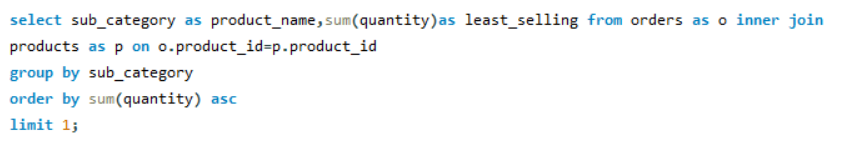 select sub_category as product_name,sum(quantity)as least_selling from orders as o inner join
products as p on o.product_id=p.product_id
group by sub_category
order by sum(quantity) asc
limit 1;